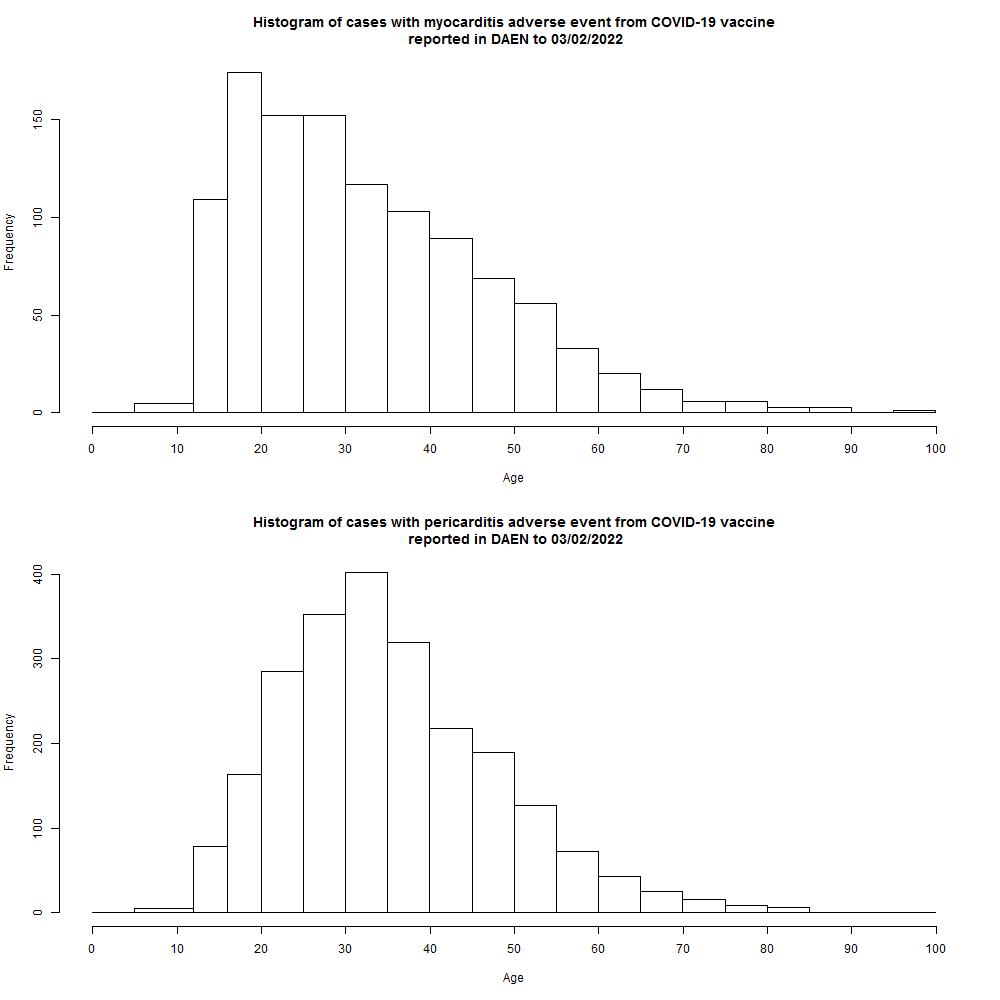 Histogram of cases with myocarditis adverse event from COVID-19 vaccine
reported in DAEN to 03/02/2022
150
100
50
0
Frequency
0 10 20 30 40 50 60 70 80 90 100
Age
Histogram of cases with pericarditis adverse event from COVID-19 vaccine
reported in DAEN to 03/02/2022
400
300
200
100
0
Frequency
0 10 20 30 40 50 60 70 80 90 100
Age